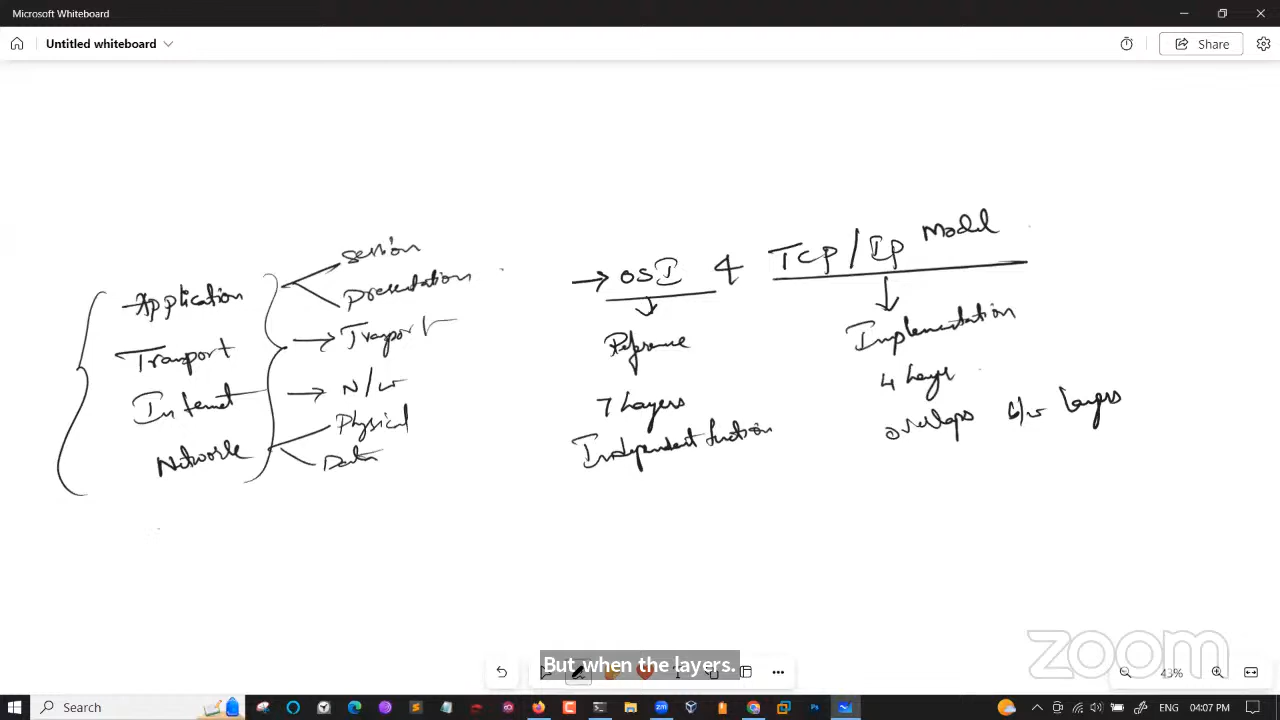 Microsoft Whiteboard
Untitled whiteboard
Share
Application
Transport
Internet
Network
Session
Presentation
Transport
N/W
Physical
Data
→ OSI & TCP/IP Model
Reference
7 Layers
Independent function
Implementation
4 Layer
overlaps b/w layers
zoom
But when the layers.
43%
Search
ENG 04:07 PM